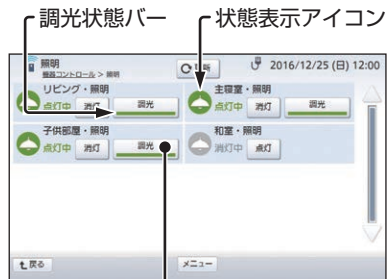 調光状態バー 状態表示アイコン
照明
機器コントロール > 照明
2016/12/25 (日) 12:00
リビング・照明 主寝室・照明
点灯中 消灯 調光 点灯中 消灯 調光
子供部屋・照明 和室・照明
点灯中 消灯 調光 消灯中 点灯
戻る メニュー